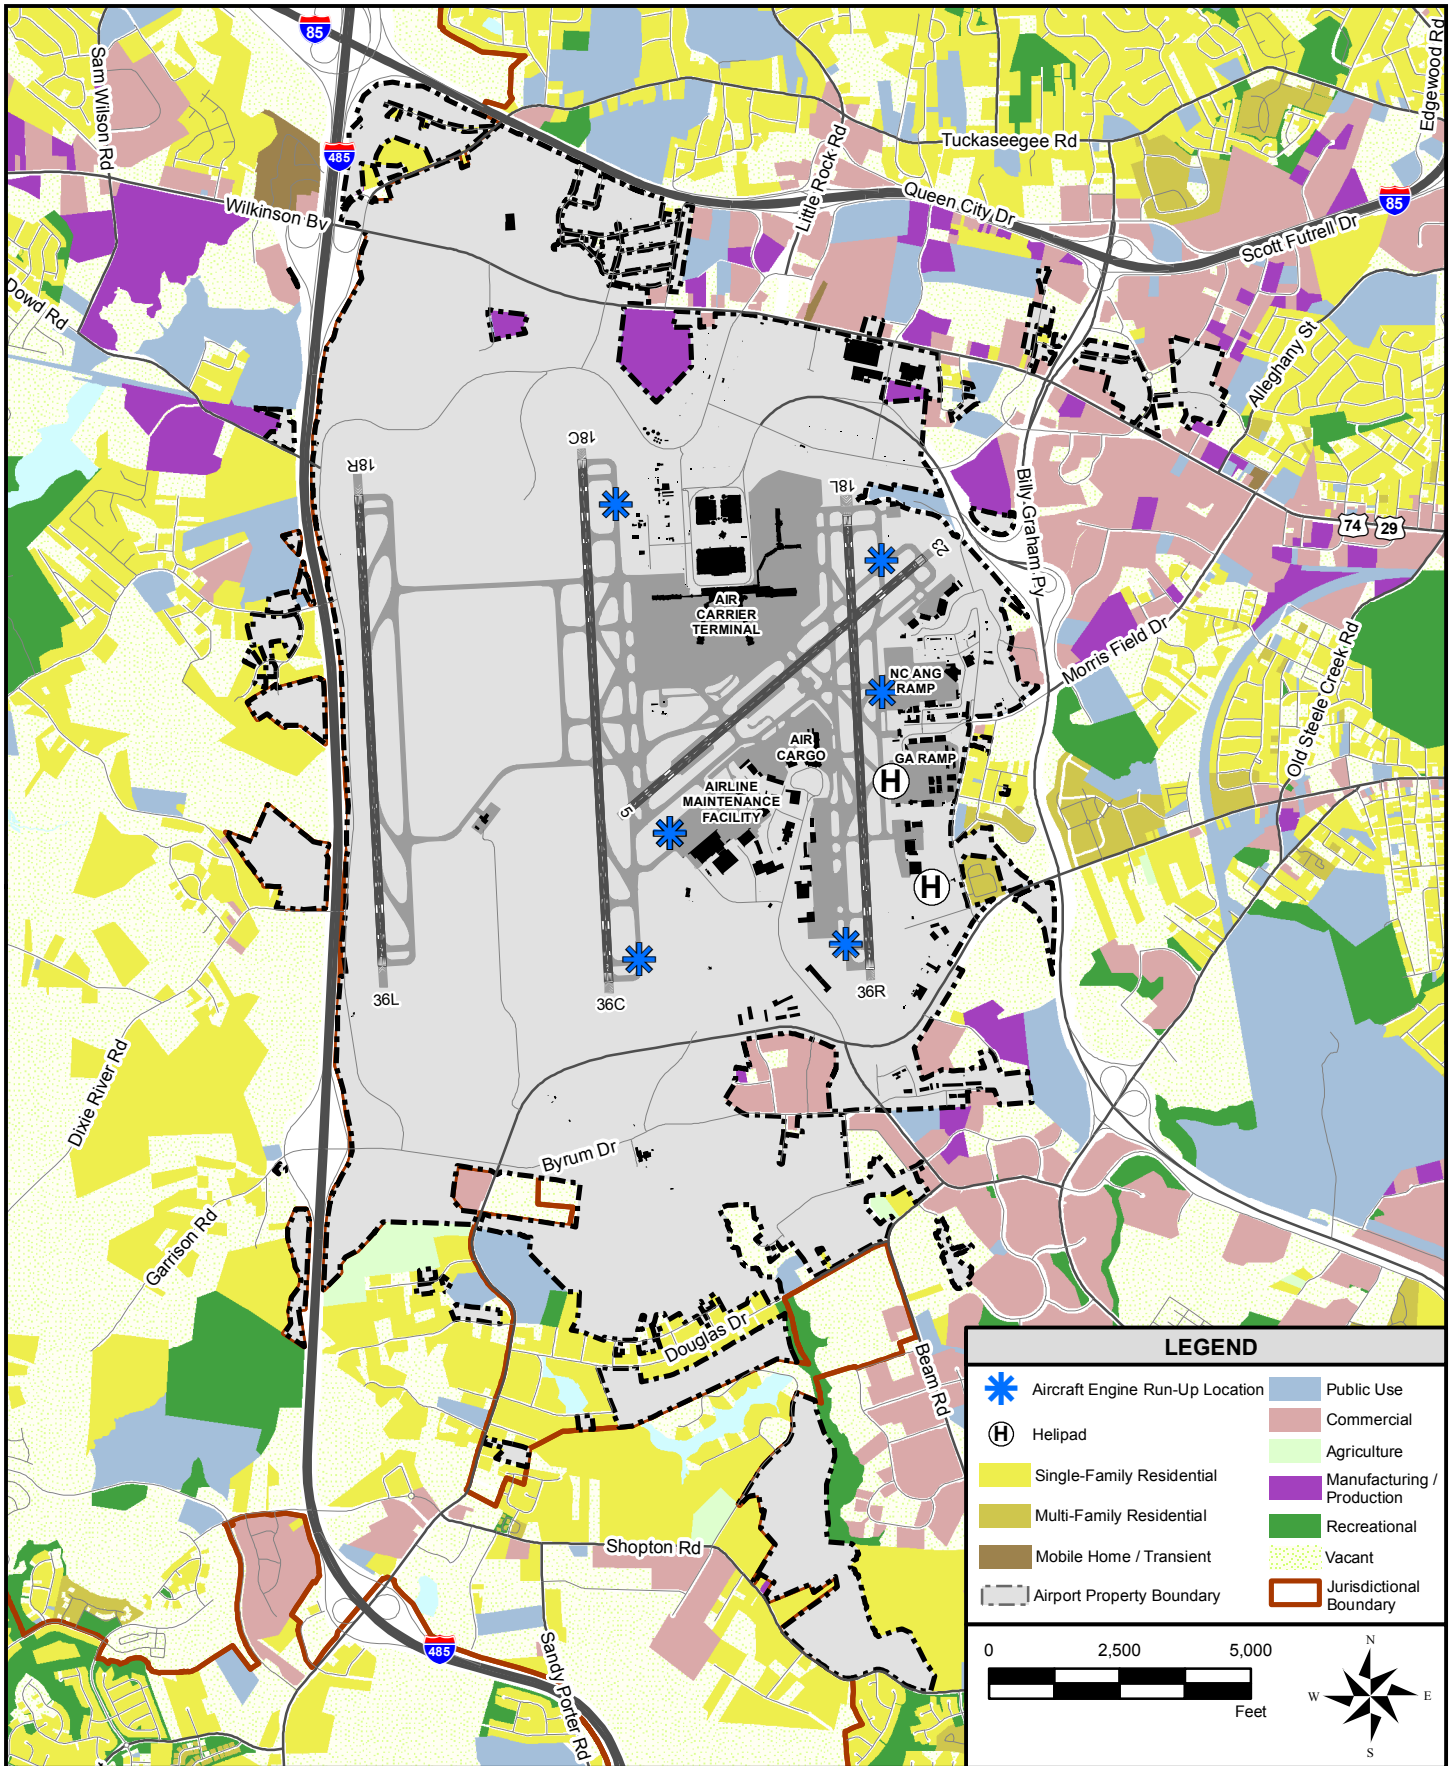 85
Sam Wilson Rd
485
Wilkinson Bv
Dowd Rd
Little Rock Rd
Tuckaseegee Rd
Edgewood Rd
Queen City Dr
85
Scott Futrell Dr
Alleghany St
18R
18C
18L
23
Billy Graham Py
74
29
AIR
CARRIER
TERMINAL
NC ANG
RAMP
Morris Field Dr
Old Steele Creek Rd
AIR
CARGO
GA RAMP
H
AIRLINE
MAINTENANCE
FACILITY
5
H
36L
36C
36R
Dixie River Rd
Byrum Dr
Garrison Rd
Douglas Dr
Beam Rd
Shopton Rd
485
Sandy Porter Rd
LEGEND
Aircraft Engine Run-Up Location
H
Helipad
Single-Family Residential
Multi-Family Residential
Mobile Home / Transient
Airport Property Boundary
Public Use
Commercial
Agriculture
Manufacturing /
Production
Recreational
Vacant
Jurisdictional
Boundary
0 2,500 5,000
Feet
N
W E
S